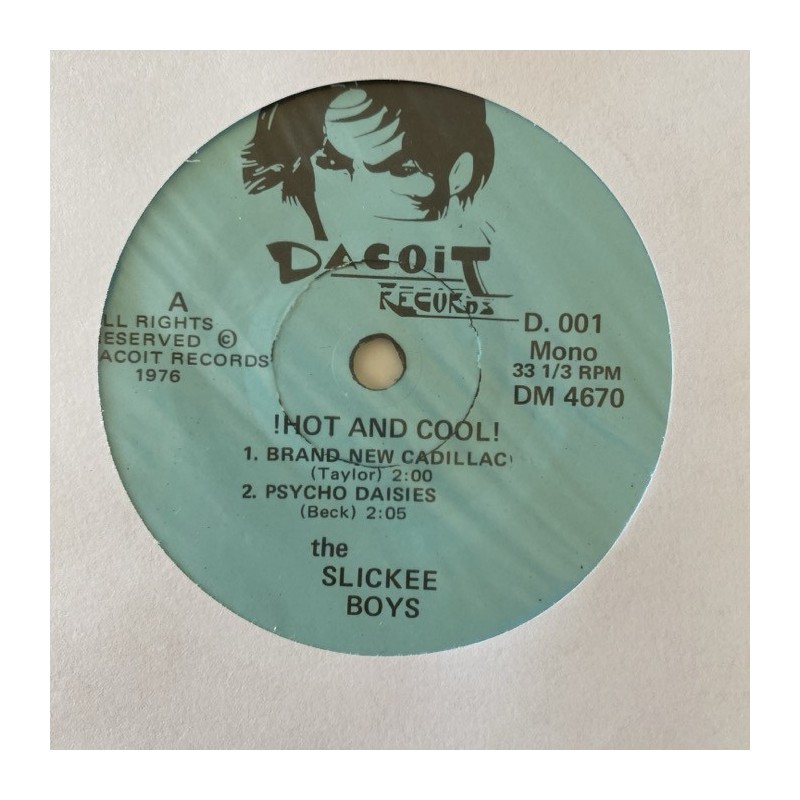 DACOiT
RECORDS
A
LL RIGHTS
ESERVED ©
ACOIT RECORDS
1976
D. 001
Mono
33 1/3 RPM
DM 4670
!HOT AND COOL!
1. BRAND NEW CADILLAC
(Taylor) 2:00
2. PSYCHO DAISIES
(Beck) 2:05
the
SLICKEE
BOYS